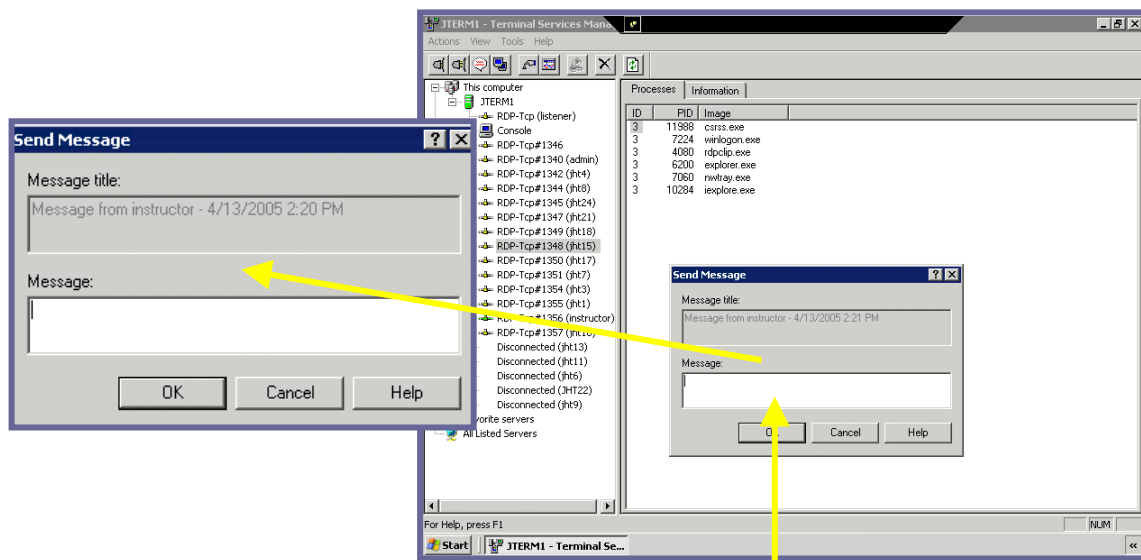 JTERM1 - Terminal Services Mana
Actions View Tools Help
This computer
JTERM1
RDP-Tcp (listener)
Console
RDP-Tcp#1346
RDP-Tcp#1340 (admin)
RDP-Tcp#1342 (jht4)
RDP-Tcp#1344 (jht8)
RDP-Tcp#1345 (jht24)
RDP-Tcp#1347 (jht21)
RDP-Tcp#1349 (jht18)
RDP-Tcp#1348 (jht15)
RDP-Tcp#1350 (jht17)
RDP-Tcp#1351 (jht7)
RDP-Tcp#1354 (jht3)
RDP-Tcp#1355 (jht1)
RDP-Tcp#1356 (instructor)
RDP-Tcp#1357
Disconnected (jht13)
Disconnected (jht11)
Disconnected (jht6)
Disconnected (JHT22)
Disconnected (jht9)
servers
All Listed Servers
Processes Information
ID PID Image
3 11988 csrss.exe
3 7224 winlogon.exe
3 4080 rdpclip.exe
3 6200 explorer.exe
3 7060 nwtray.exe
3 10284 iexplore.exe
Send Message
Message title:
Message from instructor - 4/13/2005 2:20 PM
Message:
OK Cancel Help
Send Message
Message title:
Message from instructor - 4/13/2005 2:21 PM
Message:
Cancel Help
For Help, press F1
NUM
Start JTERM1 - Terminal Se...